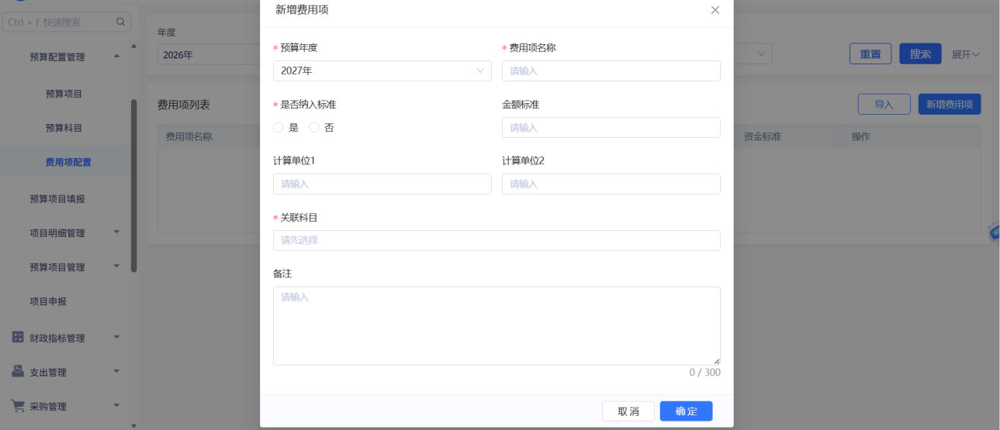 新增费用项
Ctrl + F 快速搜索
年度
2026年
重置
搜索
展开
预算配置管理
预算项目
预算科目
费用项配置
预算项目填报
项目明细管理
预算项目管理
项目申报
财政指标管理
支出管理
采购管理
费用项列表
导入
新增费用项
费用项名称
资金标准
操作
* 预算年度
* 费用项名称
2027年
请输入
* 是否纳入标准
金额标准
是
否
请输入
计算单位1
计算单位2
请输入
请输入
* 关联科目
请先选择
备注
请输入
0 / 300
取消
确定